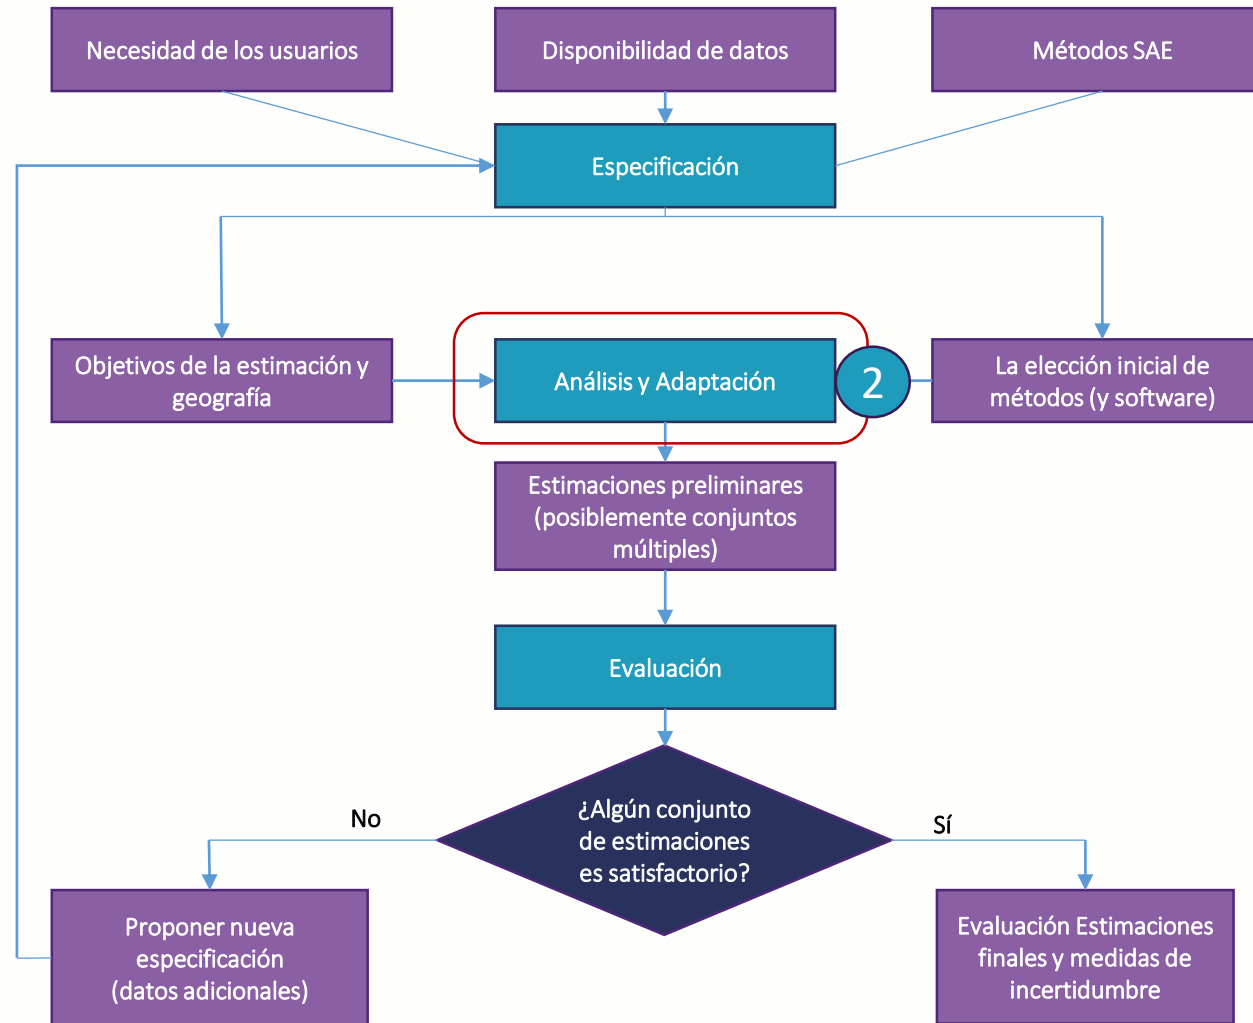 Necesidad de los usuarios
Disponibilidad de datos
Métodos SAE
Especificación
Objetivos de la estimación y
geografía
Análisis y Adaptación
2
La elección inicial de
métodos (y software)
Estimaciones preliminares
(posiblemente conjuntos
múltiples)
Evaluación
¿Algún conjunto
de estimaciones
es satisfactorio?
No
Sí
Proponer nueva
especificación
(datos adicionales)
Evaluación Estimaciones
finales y medidas de
incertidumbre